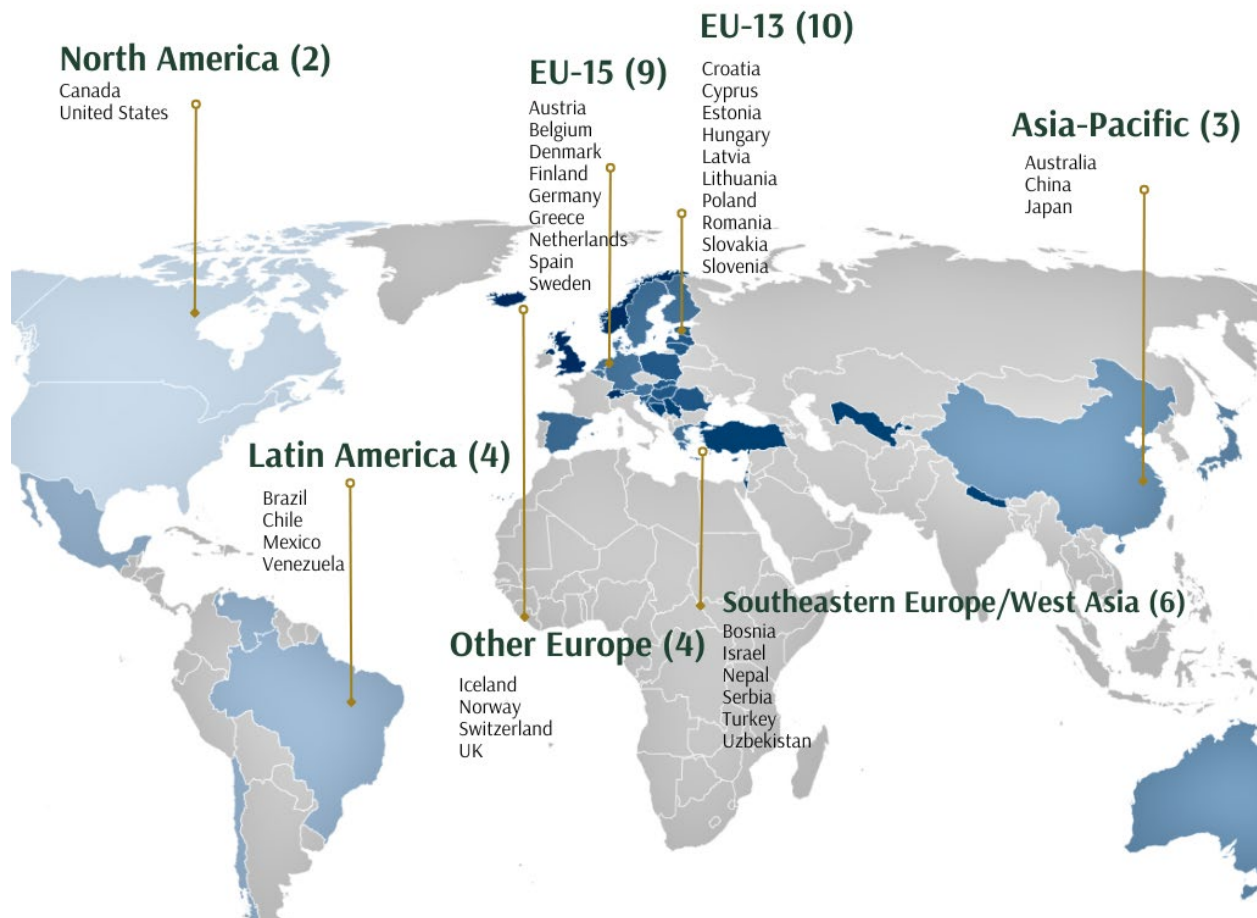 North America (2)
Canada
United States
EU-15 (9)
Austria
Belgium
Denmark
Finland
Germany
Greece
Netherlands
Spain
Sweden
EU-13 (10)
Croatia
Cyprus
Estonia
Hungary
Latvia
Lithuania
Poland
Romania
Slovakia
Slovenia
Asia-Pacific (3)
Australia
China
Japan
Latin America (4)
Brazil
Chile
Mexico
Venezuela
Other Europe (4)
Iceland
Norway
Switzerland
UK
Southeastern Europe/West Asia (6)
Bosnia
Israel
Nepal
Serbia
Turkey
Uzbekistan